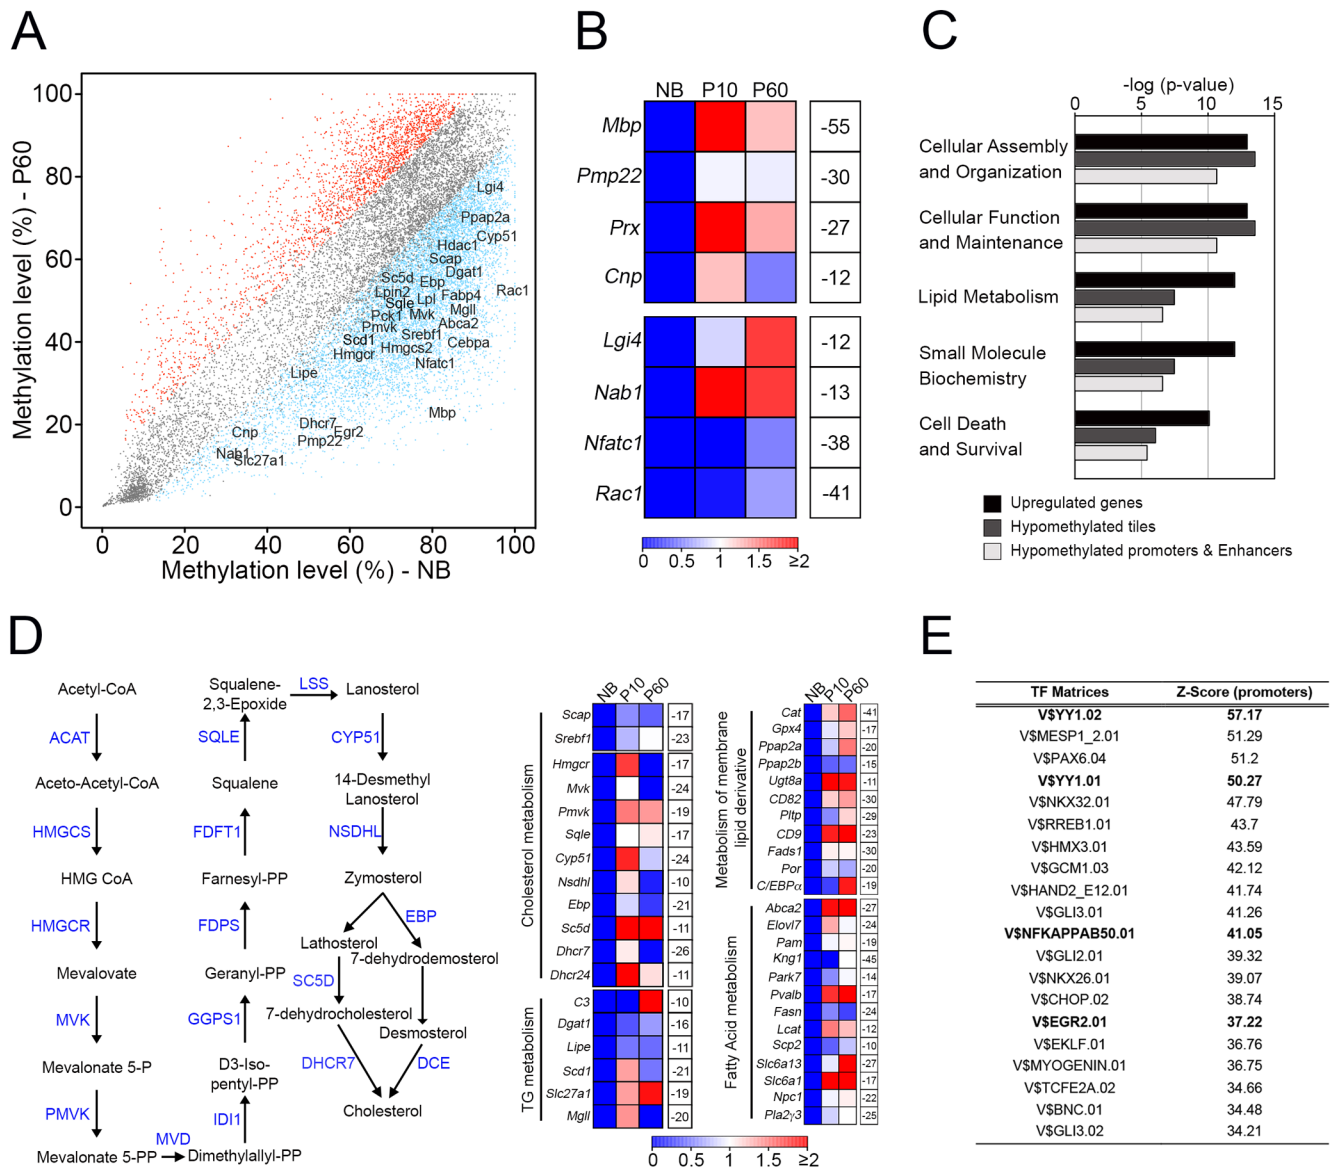 A
Methylation level (%) - P60
100
80
60
40
20
0
0 20 40 60 80 100
Methylation level (%) - NB
Lgi4
Ppap2a
Cyp51
Hdac1
Scap
Dgat1
Sc5d Ebp
Rac1
Lpin2 Lpl Fabp4
Sqle
Mgll
Pck1 Mvk
Pmvk Abca2
Scd1 Srebf1
Cebpa
Hmgcr Hmgcs2
Nfatc1
Lipe
Mbp
Dhcr7
Cnp Egr2
Pmp22
Nab1
Slc27a1
B
NB P10 P60
Mbp -55
Pmp22 -30
Prx -27
Cnp -12
Lgi4 -12
Nab1 -13
Nfatc1 -38
Rac1 -41
0 0.5 1 1.5 ≥2
C
-log (p-value)
0 5 10 15
Cellular Assembly
and Organization
Cellular Function
and Maintenance
Lipid Metabolism
Small Molecule
Biochemistry
Cell Death
and Survival
Upregulated genes
Hypomethylated tiles
Hypomethylated promoters & Enhancers
D
Acetyl-CoA
ACAT
Aceto-Acetyl-CoA
HMGCS
HMG CoA
HMGCR
Mevalovate
MVK
Mevalonate 5-P
PMVK
Mevalonate 5-PP
MVD
Dimethylallyl-PP
IDI1
D3-Iso-
pentyl-PP
GGPS1
Geranyl-PP
FDPS
Farnesyl-PP
FDFT1
Squalene
SQLE
Squalene-
2,3-Epoxide
LSS
Lanosterol
CYP51
14-Desmethyl
Lanosterol
NSDHL
Zymosterol
EBP
Lathosterol
7-dehydrodemosterol
SC5D
7-dehydrocholesterol
Desmosterol
DHCR7
DCE
Cholesterol
NB P10 P60
Cholesterol metabolism
Scap -17
Srebf1 -23
Hmgcr -17
Mvk -24
Pmvk -19
Sqle -17
Cyp51 -24
Nsdhl -10
Ebp -21
Sc5d -11
Dhcr7 -26
Dhcr24 -11
TG metabolism
C3 -10
Dgat1 -16
Lipe -11
Scd1 -21
Slc27a1 -19
Mgll -20
NB P10 P60
Metabolism of membrane
lipid derivative
Cat -41
Gpx4 -17
Ppap2a -20
Ppap2b -15
Ugt8a -11
CD82 -30
Pltp -29
CD9 -23
Fads1 -30
Por -20
C/EBPα -19
Fatty Acid metabolism
Abca2 -27
Elovl7 -24
Pam -19
Kng1 -45
Park7 -14
Pvalb -17
Fasn -24
Lcat -12
Scp2 -10
Slc6a13 -27
Slc6a1 -17
Npc1 -22
Pla2γ3 -25
0 0.5 1 1.5 ≥2
E
TF Matrices Z-Score (promoters)
V$YY1.02 57.17
V$MESP1_2.01 51.29
V$PAX6.04 51.2
V$YY1.01 50.27
V$NKX32.01 47.79
V$RREB1.01 43.7
V$HMX3.01 43.59
V$GCM1.03 42.12
V$HAND2_E12.01 41.74
V$GLI3.01 41.26
V$NFKAPPAB50.01 41.05
V$GLI2.01 39.32
V$NKX26.01 39.07
V$CHOP.02 38.74
V$EGR2.01 37.22
V$EKLF.01 36.76
V$MYOGENIN.01 36.75
V$TCFE2A.02 34.66
V$BNC.01 34.48
V$GLI3.02 34.21